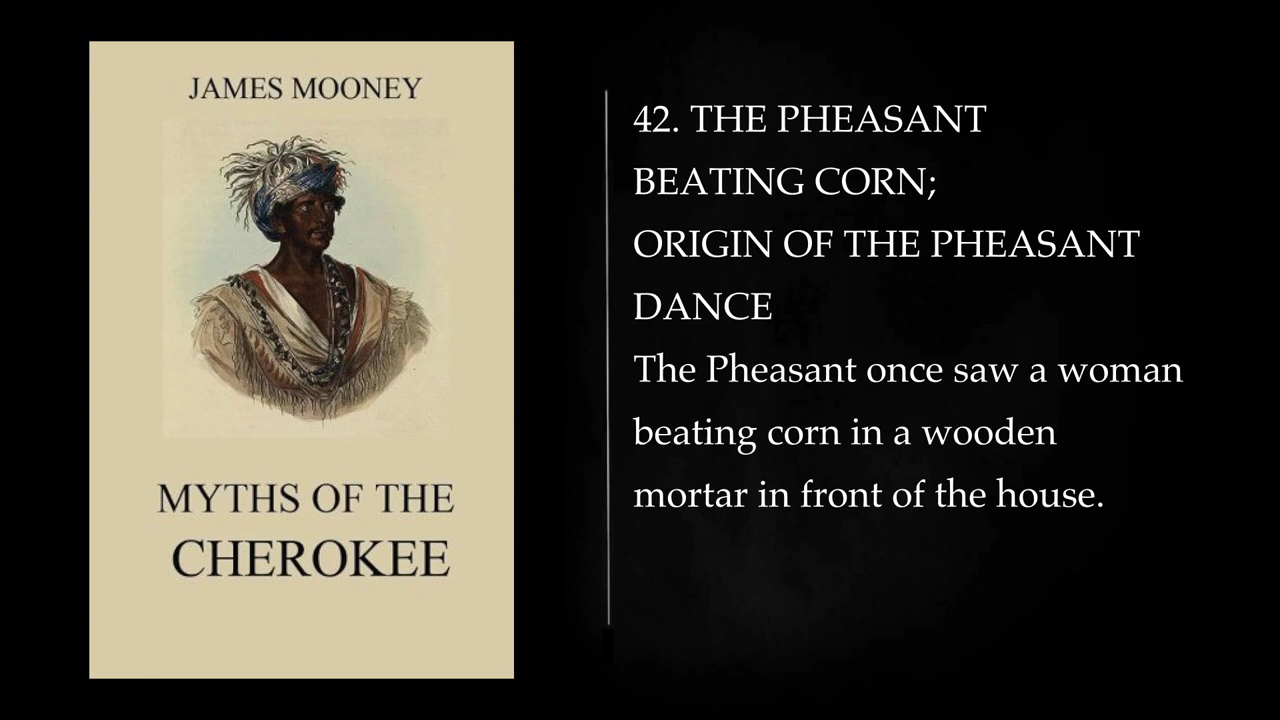 JAMES MOONEY
MYTHS OF THE
CHEROKEE
42. THE PHEASANT
BEATING CORN;
ORIGIN OF THE PHEASANT
DANCE
The Pheasant once saw a woman
beating corn in a wooden
mortar in front of the house.